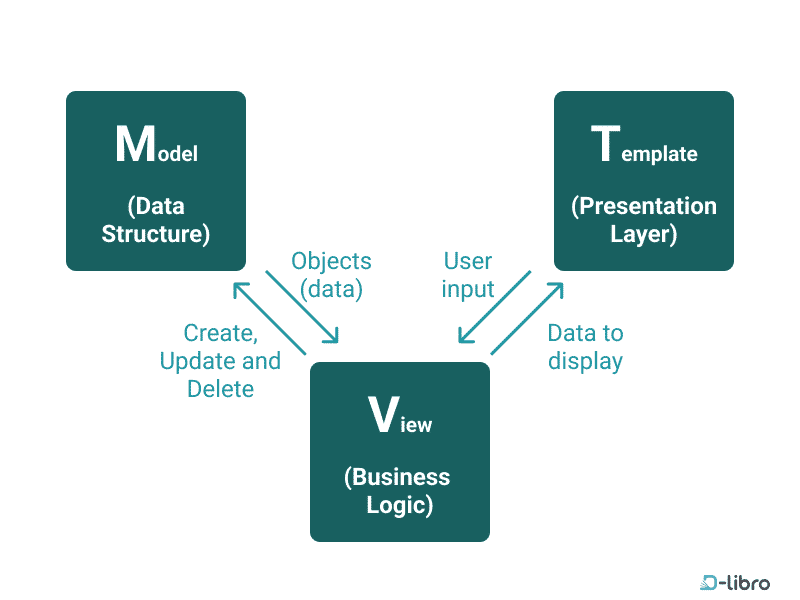 Model
(Data
Structure)
Template
(Presentation
Layer)
Objects
(data)
User
input
Create,
Update and
Delete
Data to
display
View
(Business
Logic)
D-libro